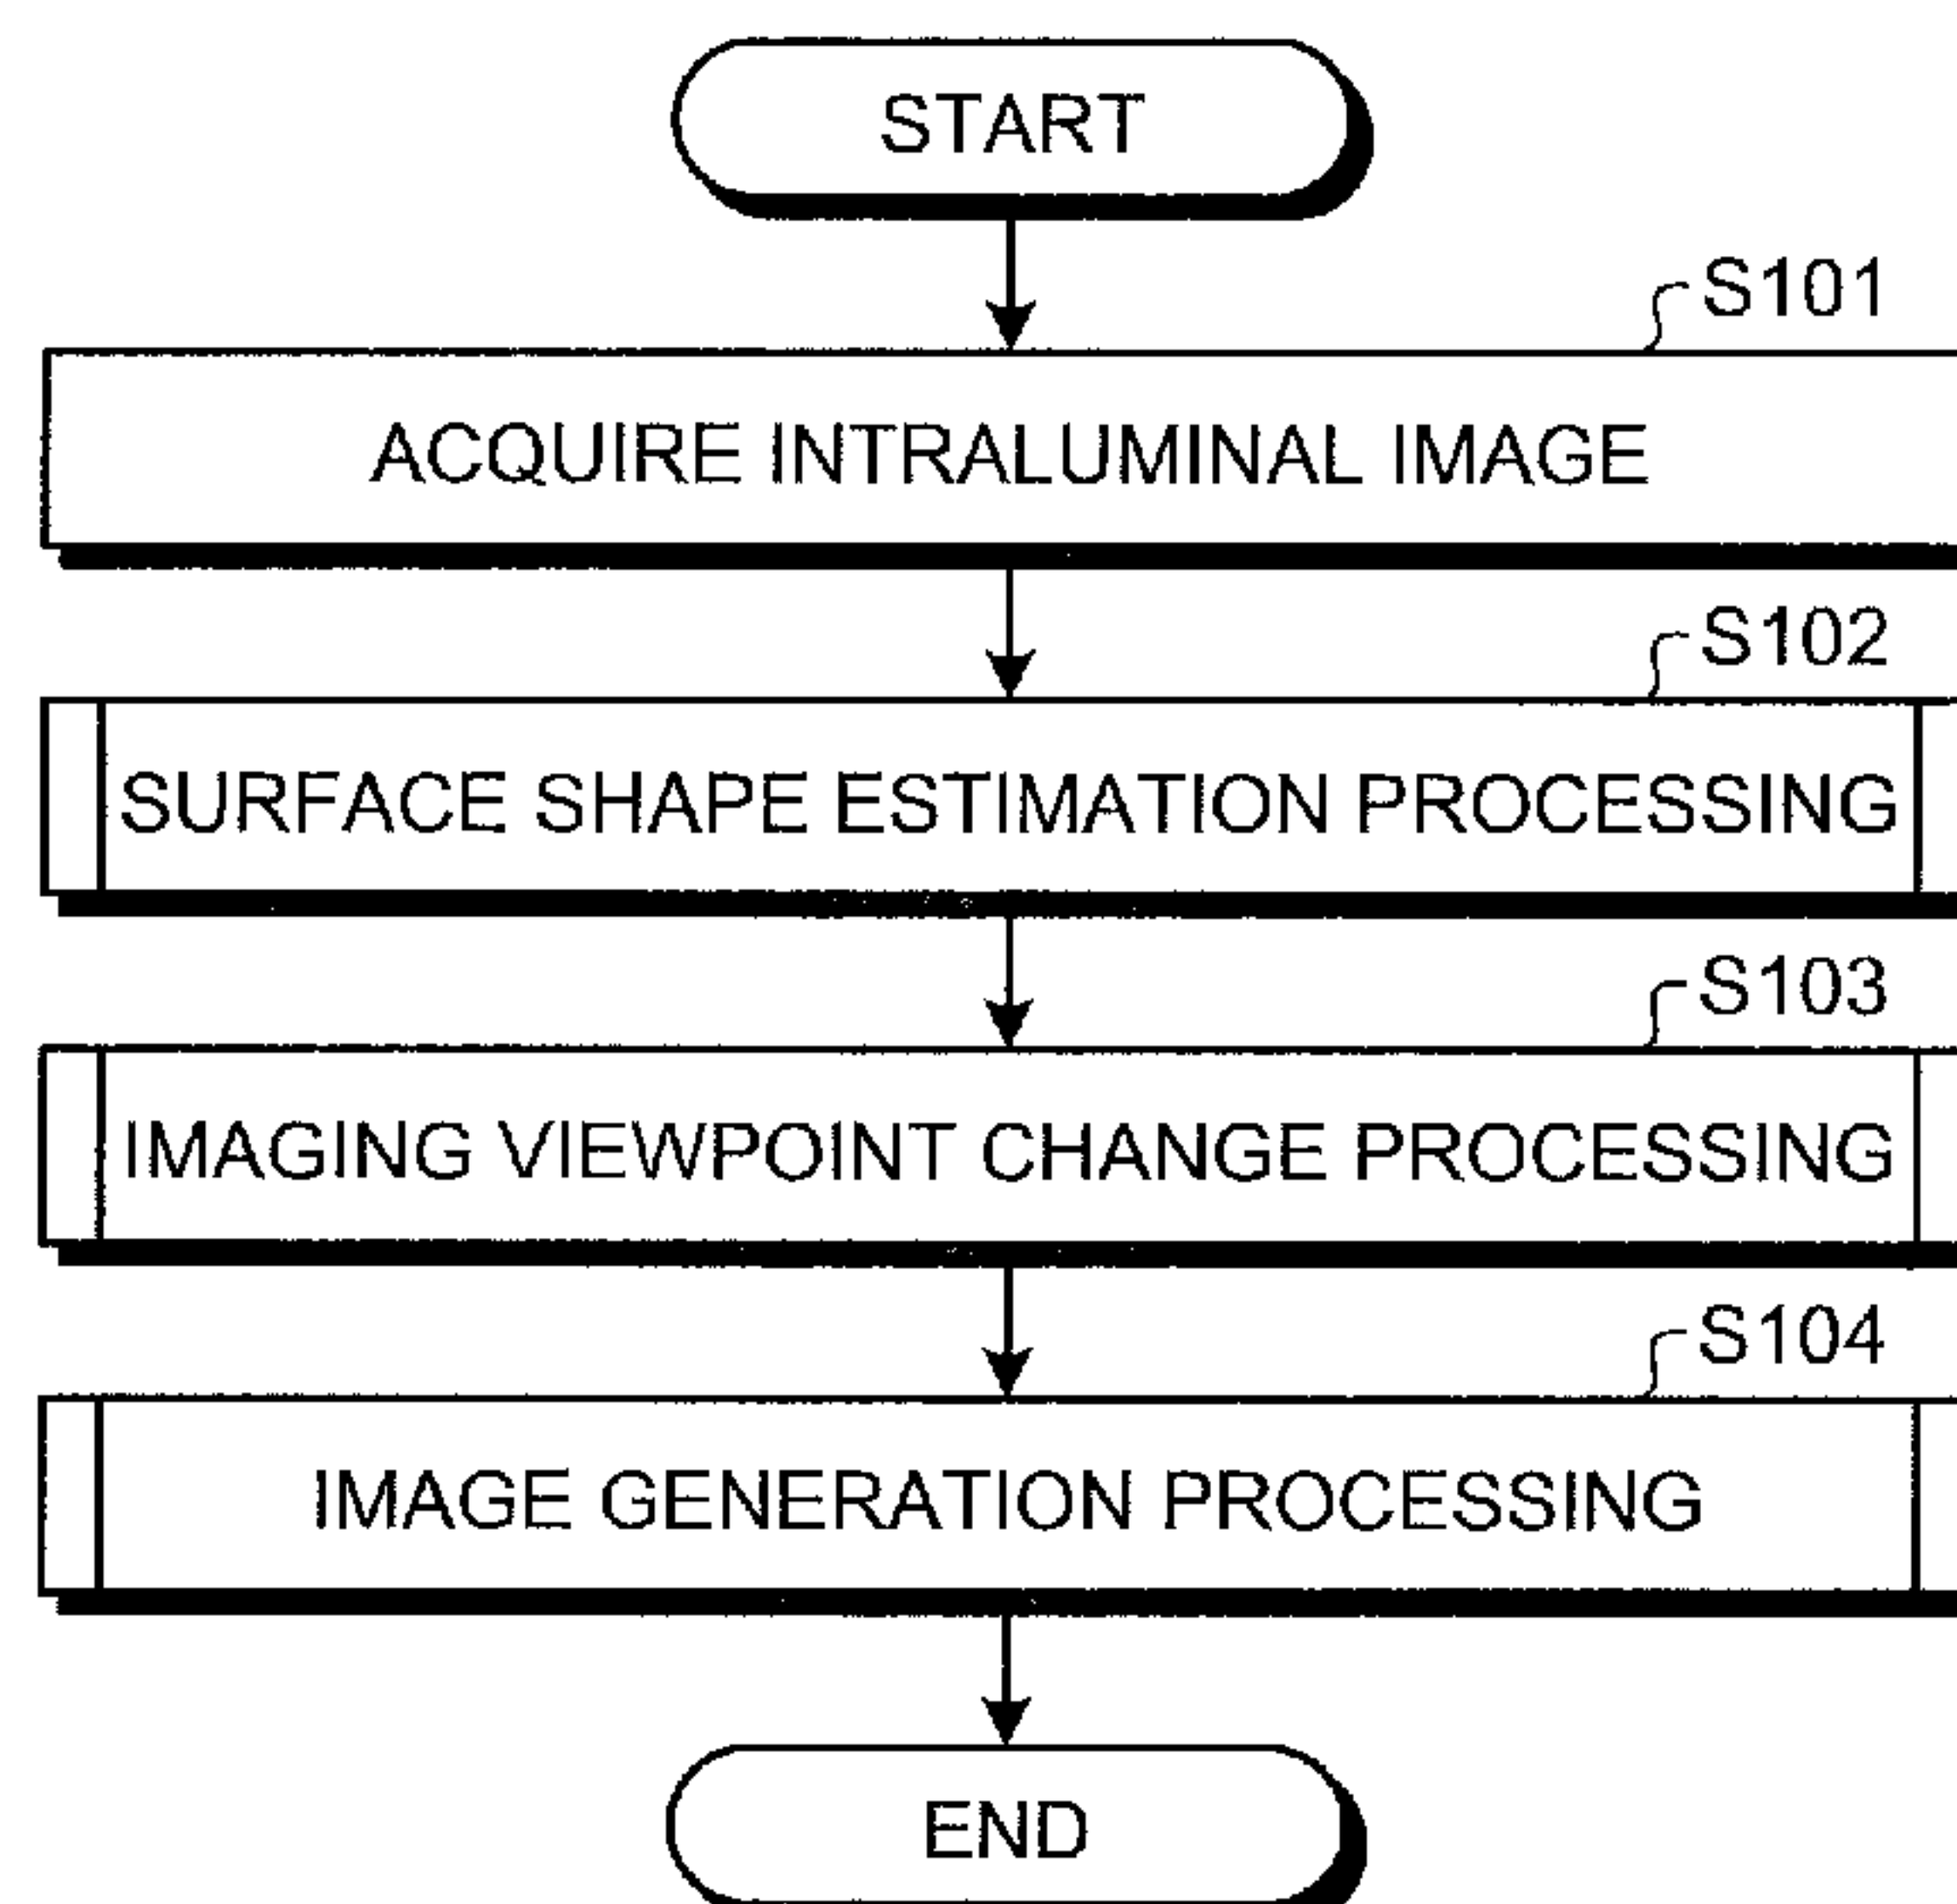 START
S101
ACQUIRE INTRALUMINAL IMAGE
S102
SURFACE SHAPE ESTIMATION PROCESSING
S103
IMAGING VIEWPOINT CHANGE PROCESSING
S104
IMAGE GENERATION PROCESSING
END